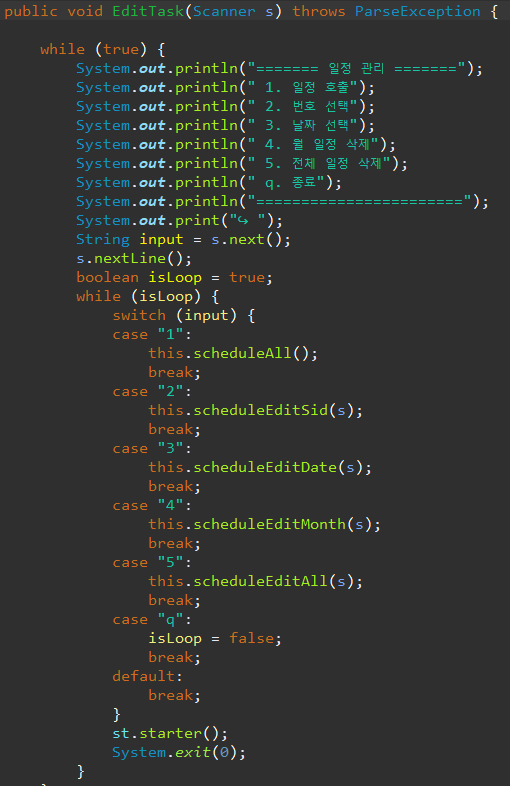 public void EditTask(Scanner s) throws ParseException {
while (true) {
System.out.println("======= 일정 관리 =======");
System.out.println(" 1. 일정 호출");
System.out.println(" 2. 번호 선택");
System.out.println(" 3. 날짜 선택");
System.out.println(" 4. 월 일정 삭제");
System.out.println(" 5. 전체 일정 삭제");
System.out.println(" q. 종료");
System.out.println("=======================");
System.out.print("↪ ");
String input = s.next();
s.nextLine();
boolean isLoop = true;
while (isLoop) {
switch (input) {
case "1":
this.scheduleAll();
break;
case "2":
this.scheduleEditSid(s);
break;
case "3":
this.scheduleEditDate(s);
break;
case "4":
this.scheduleEditMonth(s);
break;
case "5":
this.scheduleEditAll(s);
break;
case "q":
isLoop = false;
break;
default:
break;
}
st.starter();
System.exit(0);
}